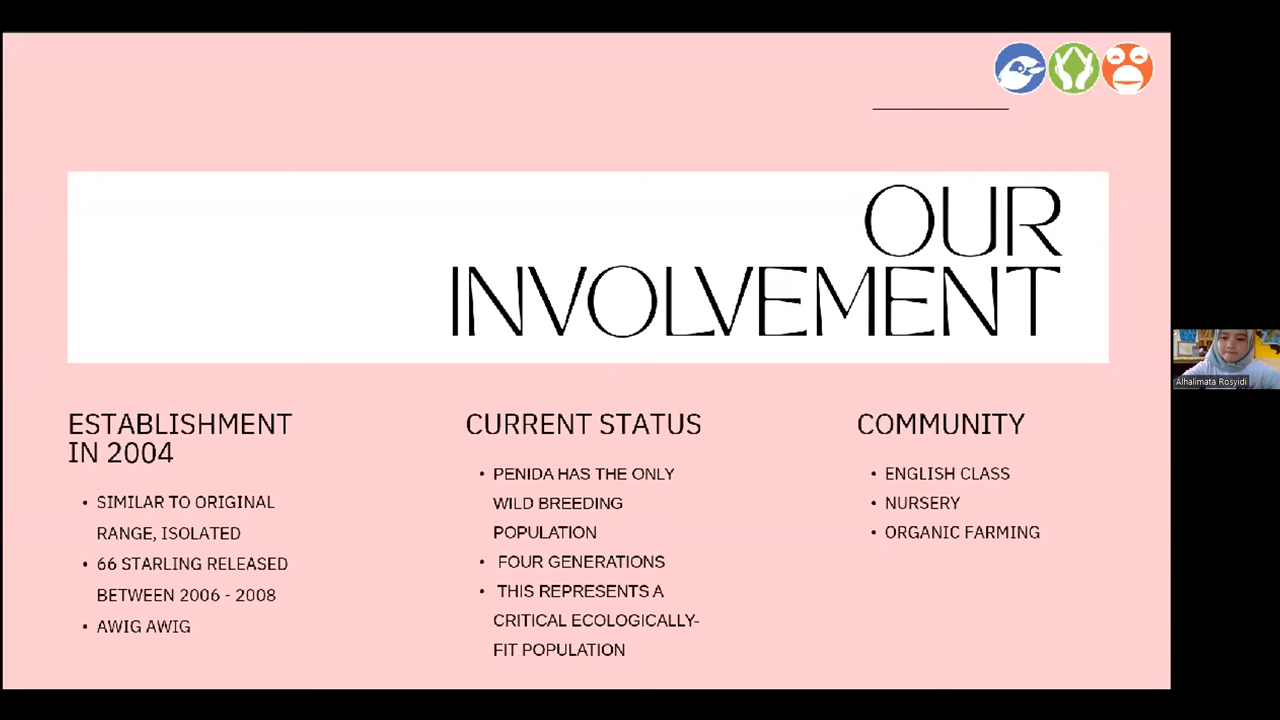 OUR
INVOLVEMENT
ESTABLISHMENT
IN 2004
• SIMILAR TO ORIGINAL
RANGE, ISOLATED
• 66 STARLING RELEASED
BETWEEN 2006 - 2008
• AWIG AWIG
CURRENT STATUS
• PENIDA HAS THE ONLY
WILD BREEDING
POPULATION
• FOUR GENERATIONS
• THIS REPRESENTS A
CRITICAL ECOLOGICALLY-
FIT POPULATION
COMMUNITY
• ENGLISH CLASS
• NURSERY
• ORGANIC FARMING
Alhalimata Rosyidi